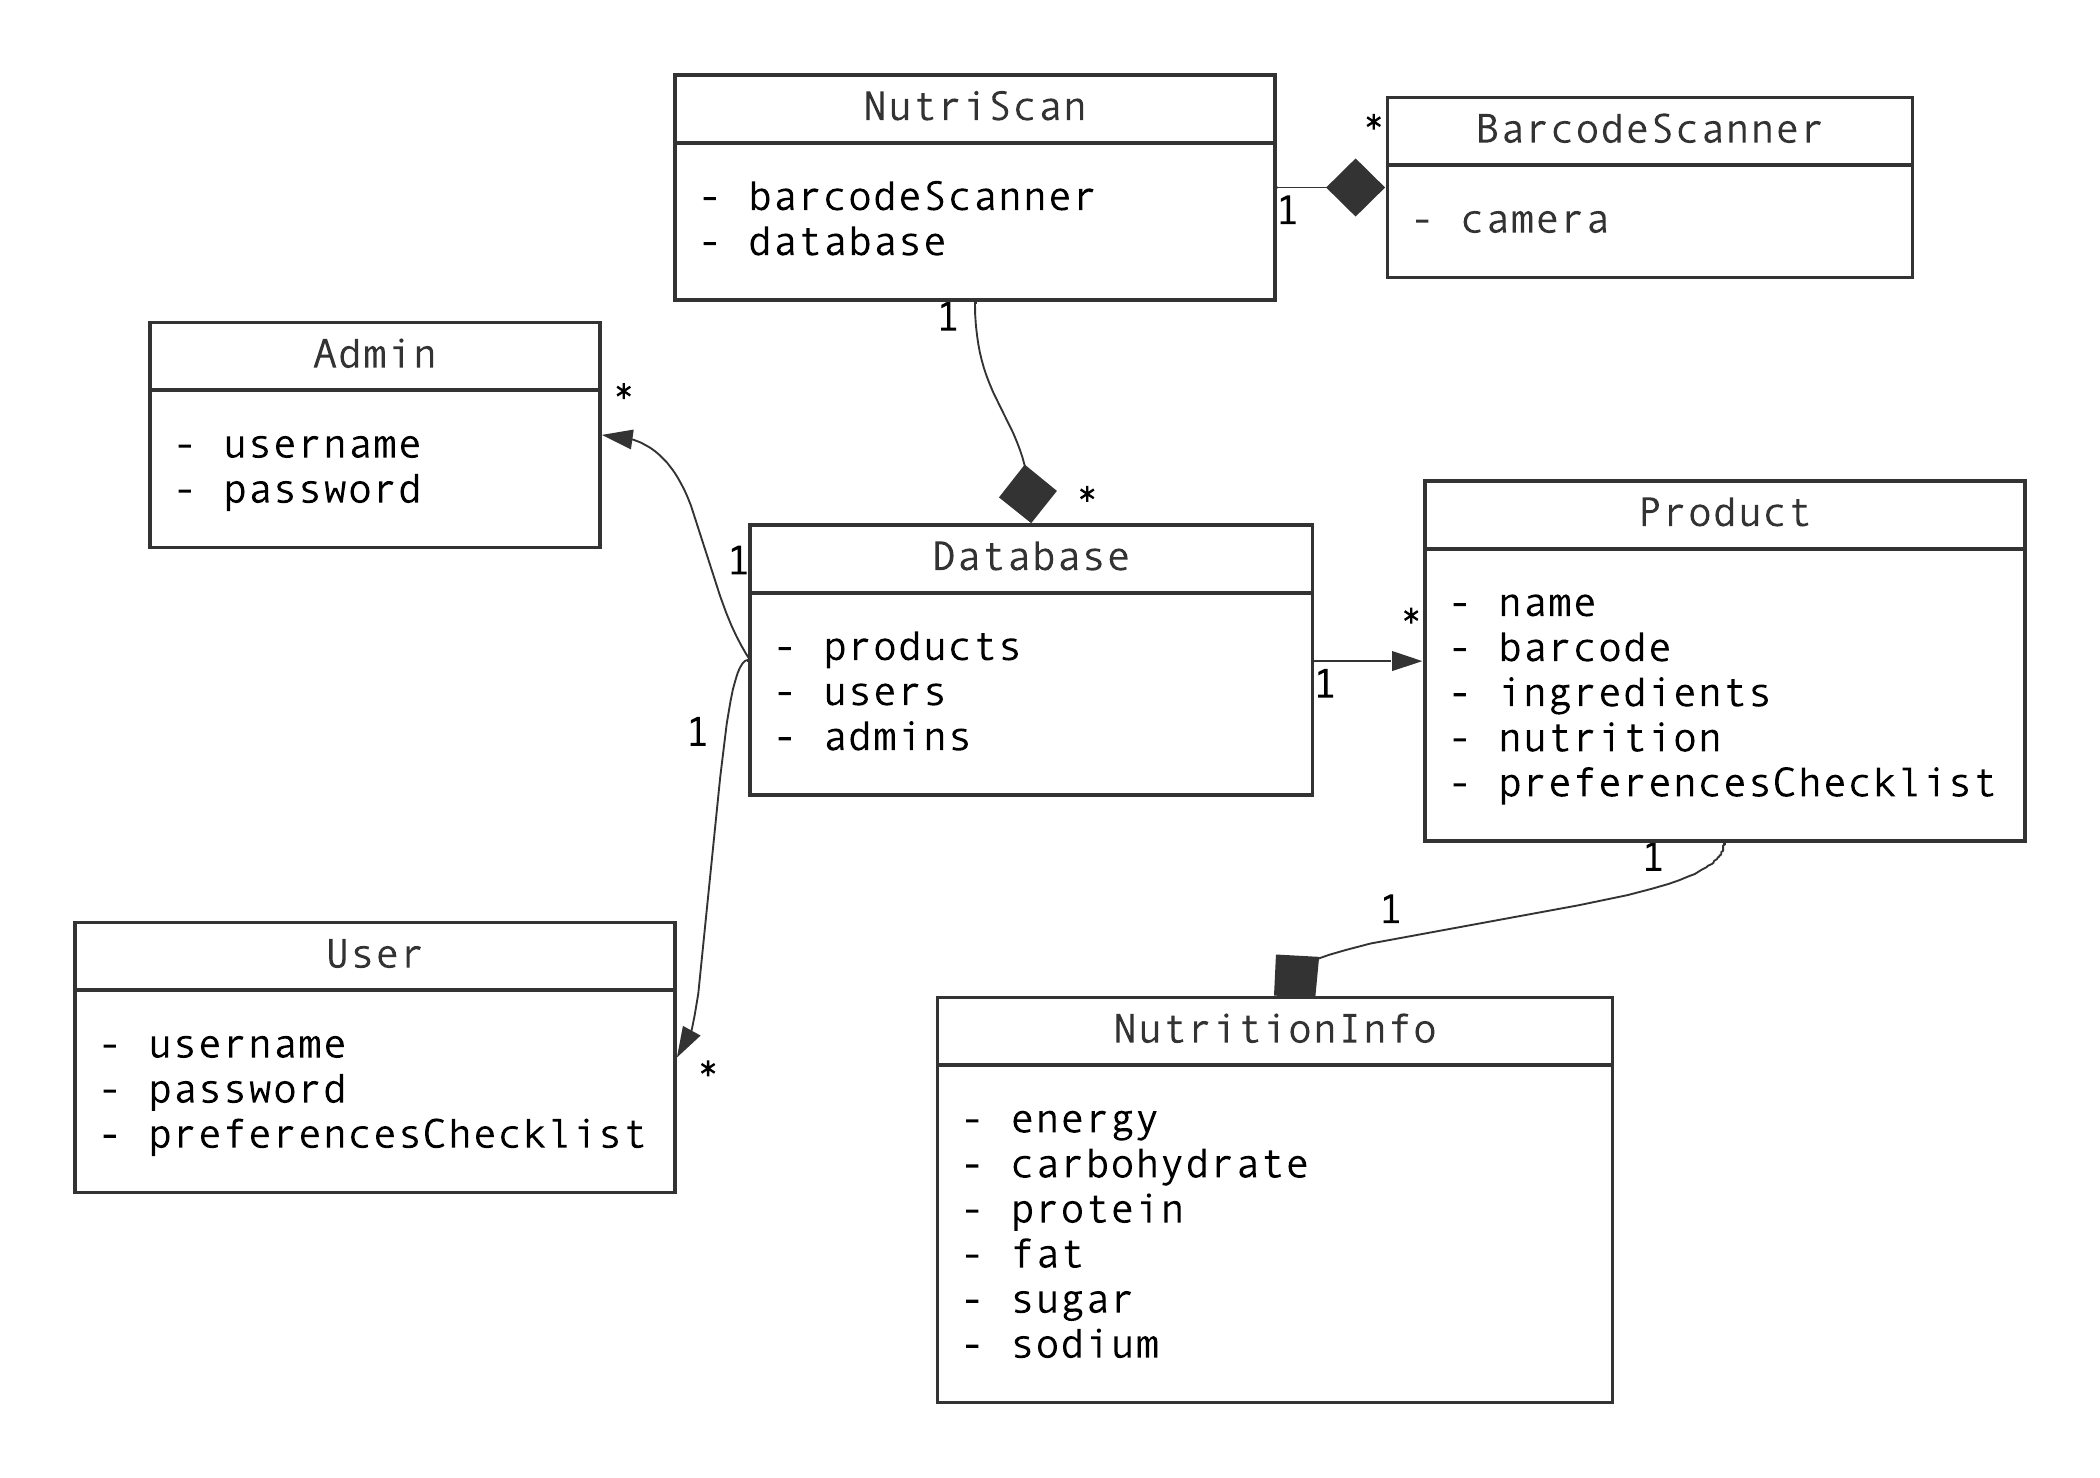 NutriScan
- barcodeScanner
- database
*
1
BarcodeScanner
- camera
1
*
Admin
- username
- password
*
1
Database
- products
- users
- admins
1
*
Product
- name
- barcode
- ingredients
- nutrition
- preferencesChecklist
1
*
User
- username
- password
- preferencesChecklist
1
1
NutritionInfo
- energy
- carbohydrate
- protein
- fat
- sugar
- sodium